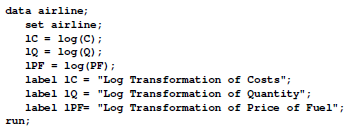 data airline;
set airline;
lC = log(C);
lQ = log(Q);
lPF = log(PF);
label lC = "Log Transformation of Costs";
label lQ = "Log Transformation of Quantity";
label lPF= "Log Transformation of Price of Fuel";
run;